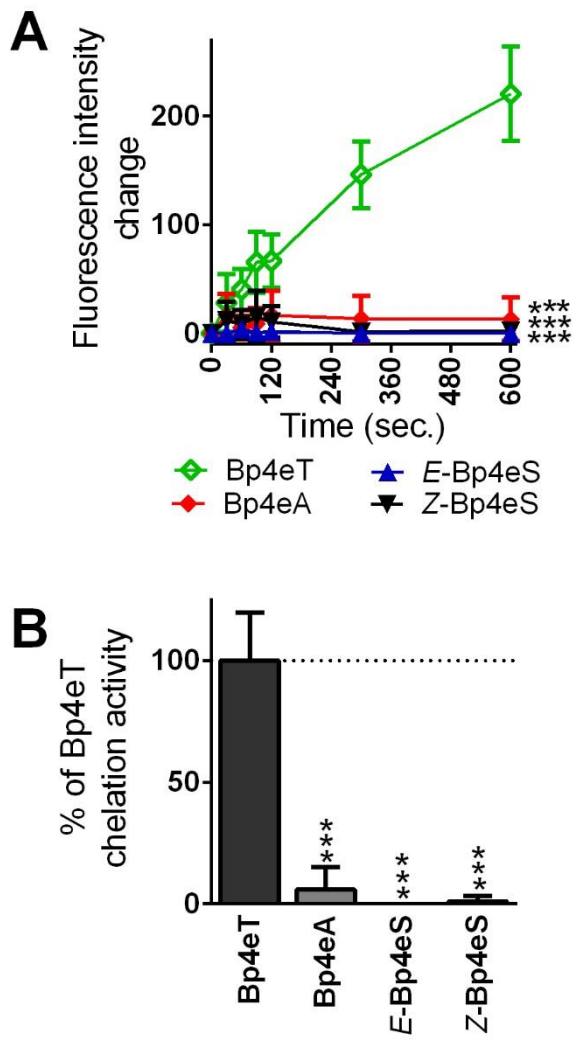 A
Fluorescence intensity
change
200
100
0
***
***
***
0
120
240
360
480
600
Time (sec.)
Bp4eT
E-Bp4eS
Bp4eA
Z-Bp4eS
B
% of Bp4eT
chelation activity
100
50
0
***
***
***
Bp4eT
Bp4eA
E-Bp4eS
Z-Bp4eS